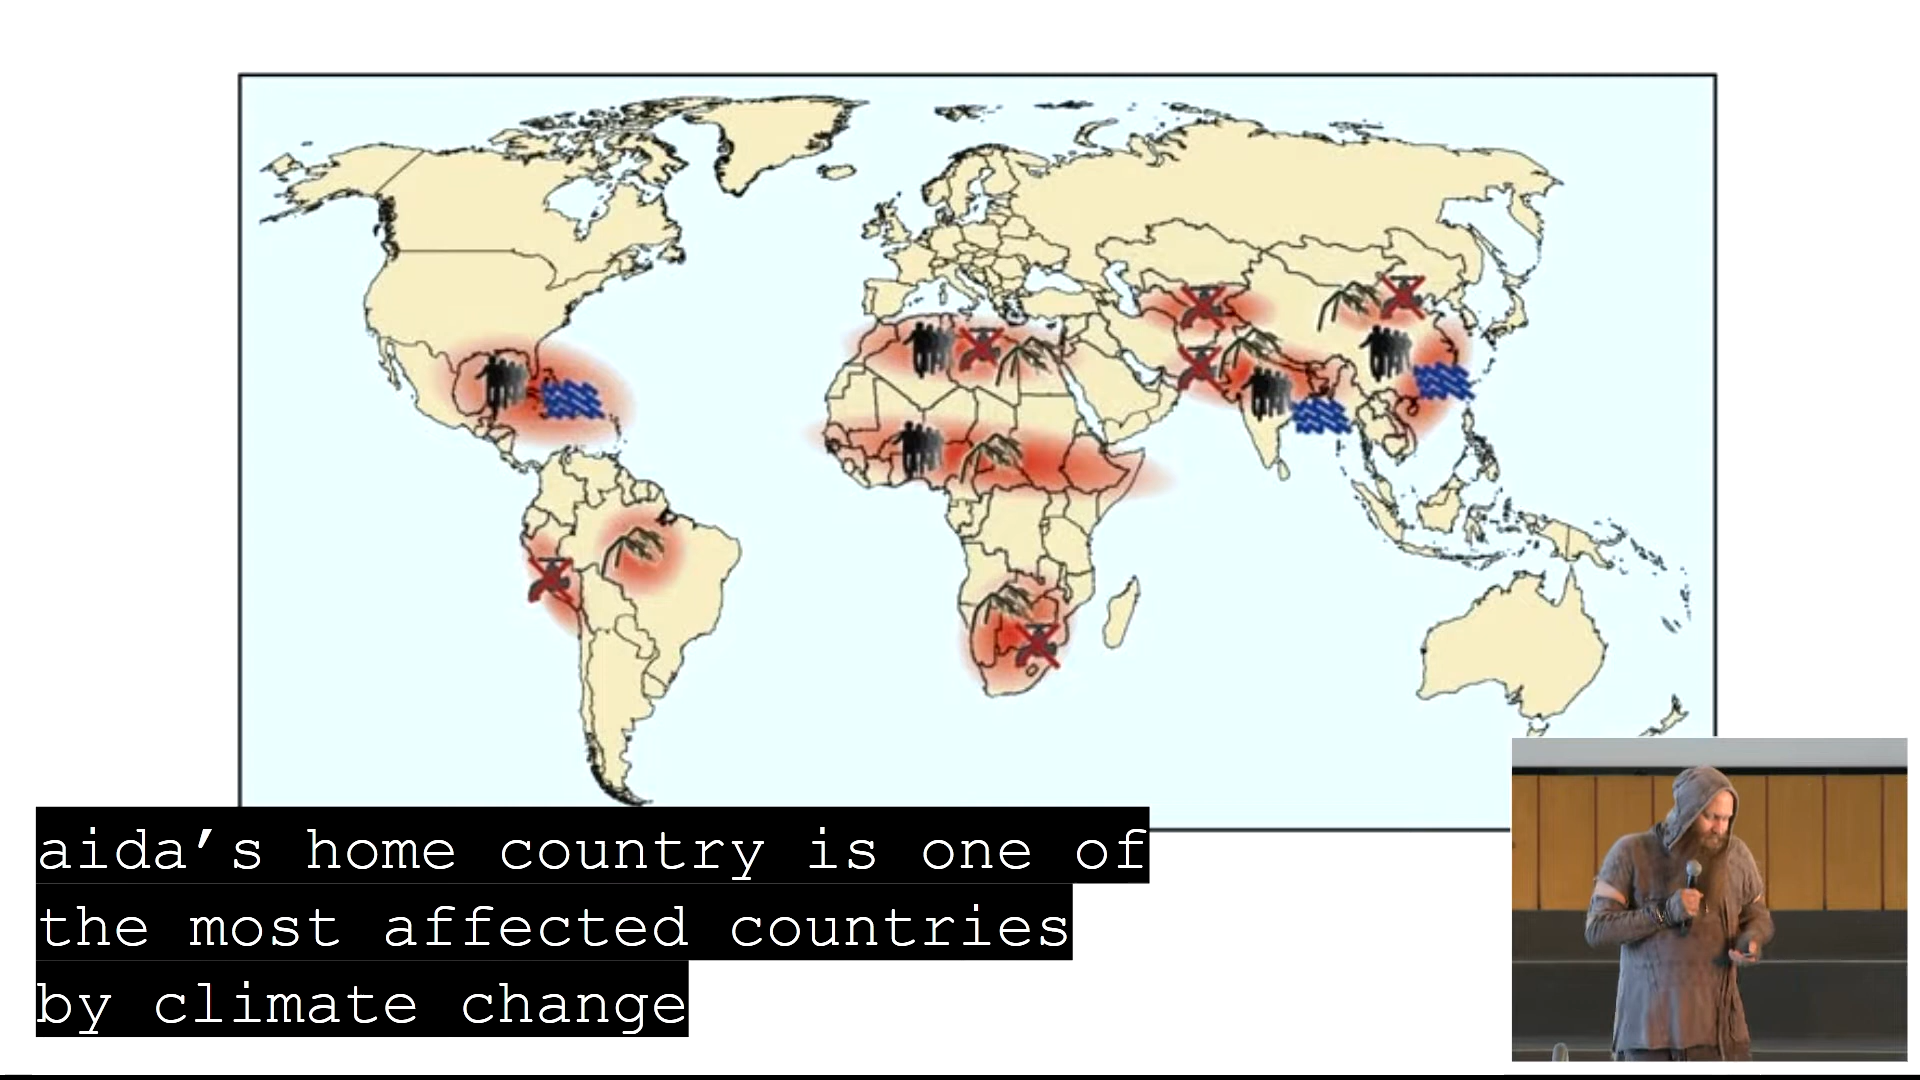 aida’s home country is one of
the most affected countries
by climate change